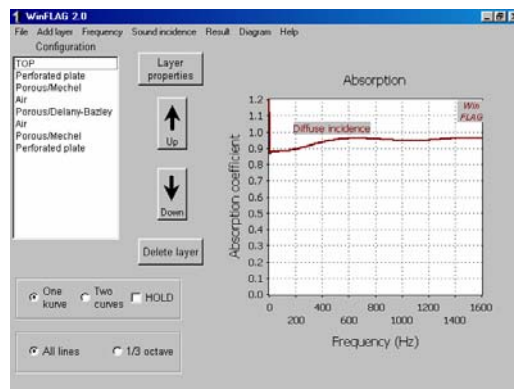 WinFLAG 2.0
File Add layer Frequency Sound incidence Result Diagram Help
Configuration
TOP
Perforated plate
Porous/Mechel
Air
Porous/Delany-Bazley
Air
Porous/Mechel
Perforated plate
Layer
properties
Up
Down
Delete layer
One
kurve
Two
curves
HOLD
All lines
1/3 octave
Absorption
Win
FLAG
Diffuse incidence
Absorption coefficient
1.2
1.1
1.0
0.9
0.8
0.7
0.6
0.5
0.4
0.3
0.2
0.1
0.0
0 400 800 1200 1600
200 600 1000 1400
Frequency (Hz)